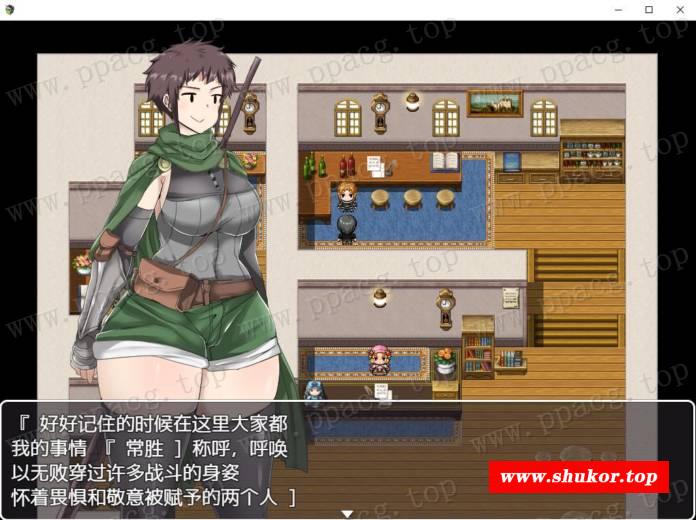 『 好好记住的时候在这里大家都
我的事情 『 常胜 ] 称呼，呼唤
以无败穿过许多战斗的身姿
怀着畏惧和敬意被赋予的两个人 ]
www.shukor.top
www.ppacg.top